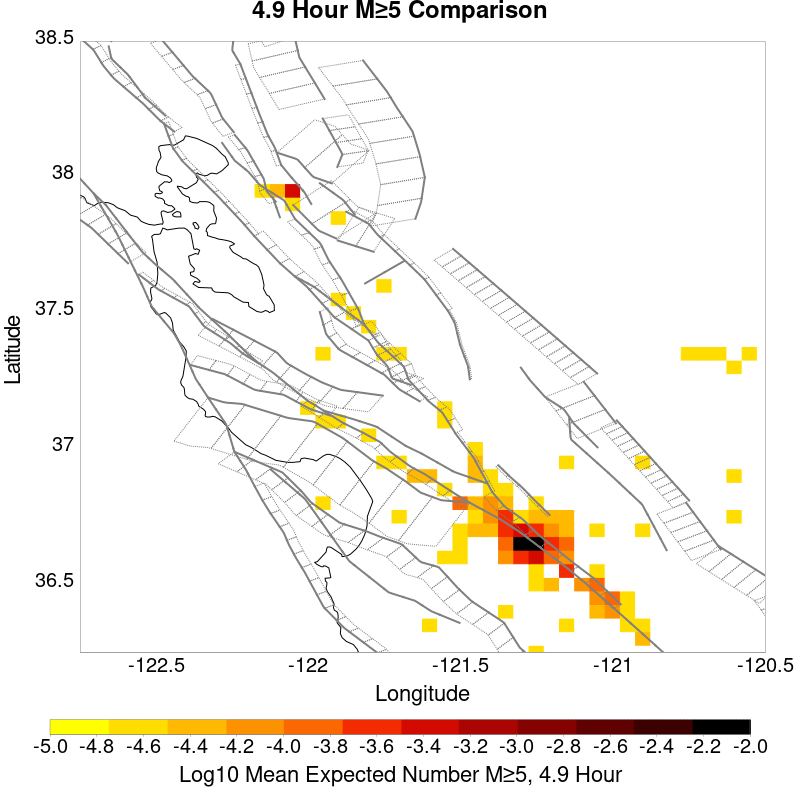 4.9 Hour M≥5 Comparison
38.5
38
37.5
37
36.5
Latitude
-122.5 -122 -121.5 -121 -120.5
Longitude
-5.0 -4.8 -4.6 -4.4 -4.2 -4.0 -3.8 -3.6 -3.4 -3.2 -3.0 -2.8 -2.6 -2.4 -2.2 -2.0
Log10 Mean Expected Number M≥5, 4.9 Hour